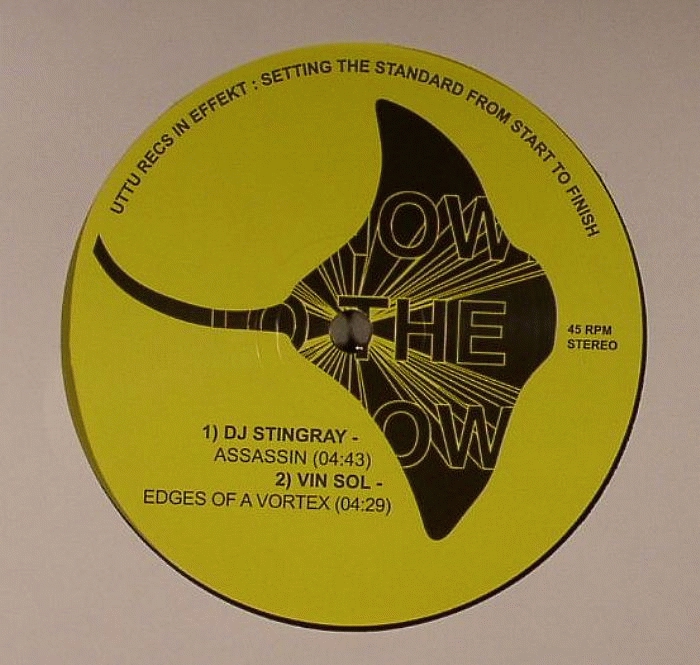 UTTU RECS IN EFFEKT : SETTING THE STANDARD FROM START TO FINISH
OW
THE
OW
45 RPM
STEREO
1) DJ STINGRAY -
ASSASSIN (04:43)
2) VIN SOL -
EDGES OF A VORTEX (04:29)